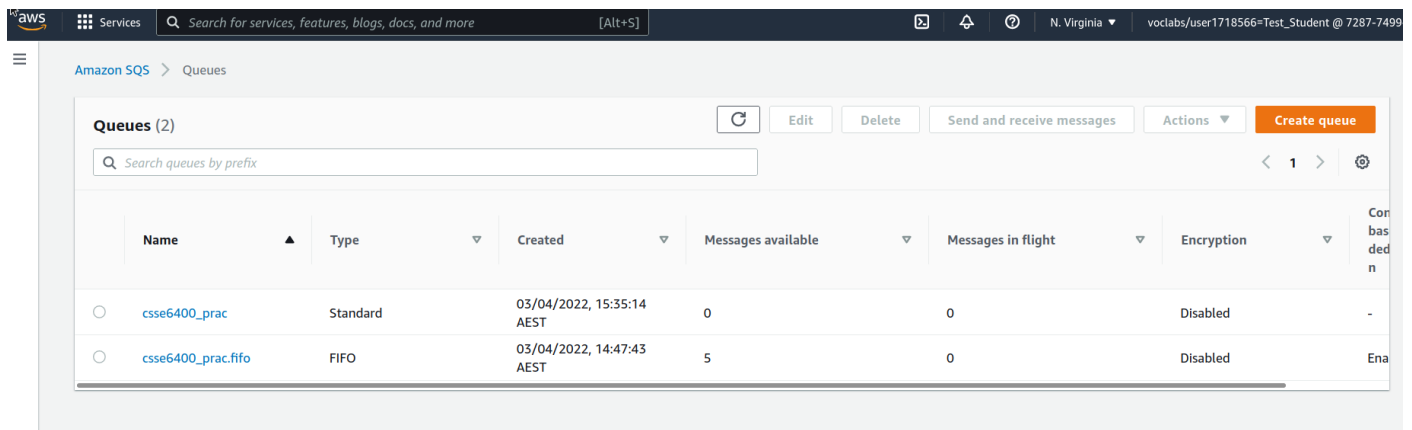 aws Services Search for services, features, blogs, docs, and more [Alt+S] N. Virginia ▼ voclabs/user1718566=Test_Student @ 7287-7499
Amazon SQS > Queues
Queues (2) Edit Delete Send and receive messages Actions ▼ Create queue
Search queues by prefix < 1 >
Con
bas
Name ▲ Type Created Messages available Messages in flight Encryption ded
n
csse6400_prac Standard 03/04/2022, 15:35:14 0 0 Disabled -
AEST
csse6400_prac.fifo FIFO 03/04/2022, 14:47:43 5 0 Disabled Ena
AEST